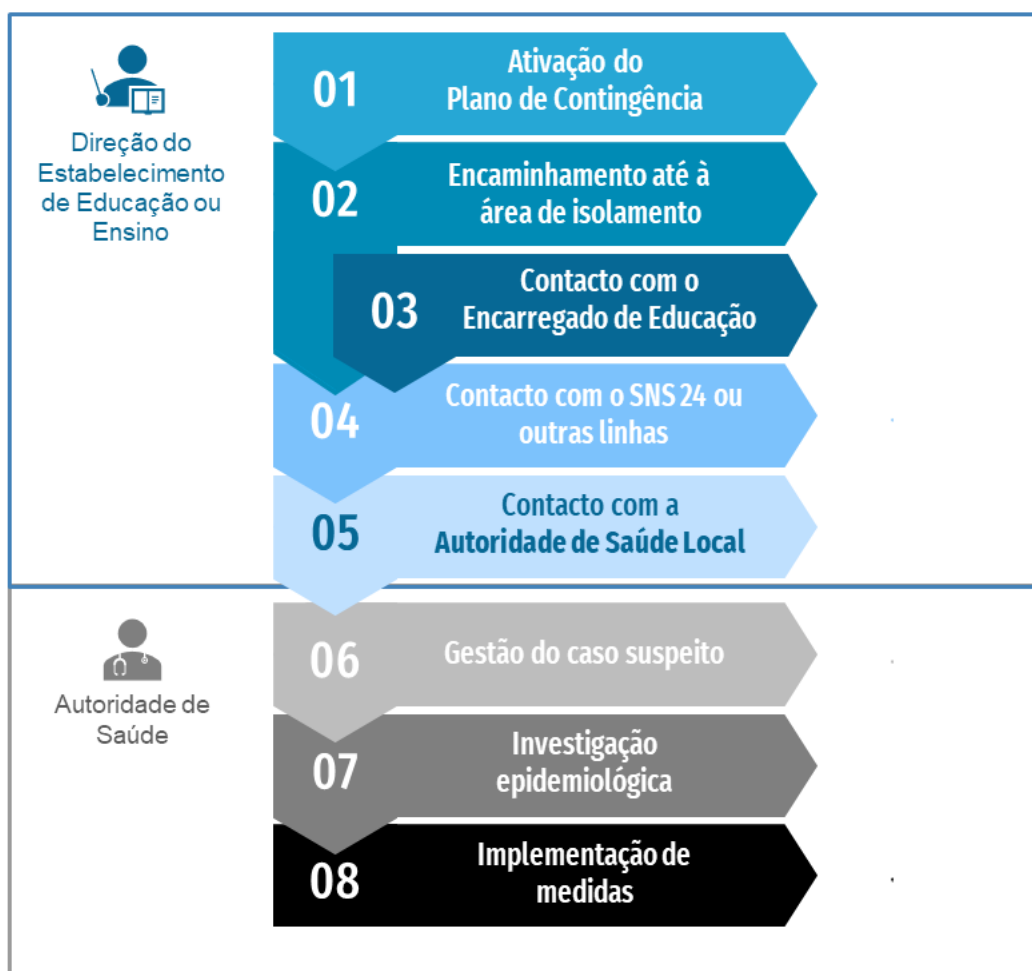 Direção do
Estabelecimento
de Educação ou
Ensino
01
Ativação do
Plano de Contingência
02
Encaminhamento até à
área de isolamento
03
Contacto com o
Encarregado de Educação
04
Contacto com o SNS 24 ou
outras linhas
05
Contacto com a
Autoridade de Saúde Local
Autoridade de
Saúde
06
Gestão do caso suspeito
07
Investigação
epidemiológica
08
Implementação de
medidas